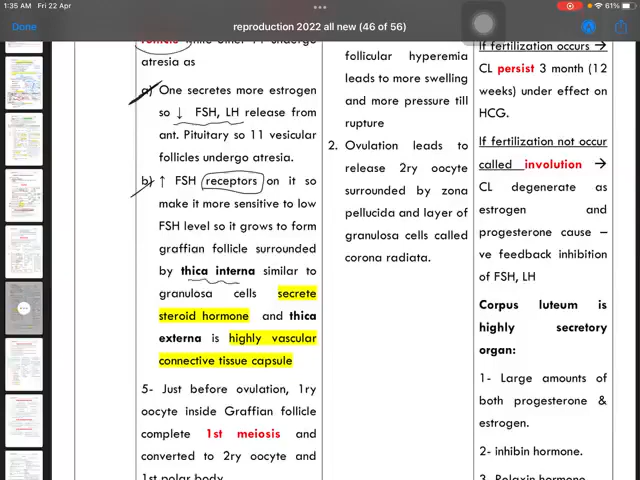 1:35 AM Fri 22 Apr
61%
Done
reproduction 2022 all new (46 of 56)
atresia as
a) One secretes more estrogen
so ↓ FSH, LH release from
ant. Pituitary so 11 vesicular
follicles undergo atresia.
b) ↑ FSH receptors on it so
make it more sensitive to low
FSH level so it grows to form
graffian follicle surrounded
by thica interna similar to
granulosa cells secrete
steroid hormone and thica
externa is highly vascular
connective tissue capsule
5- Just before ovulation, 1ry
oocyte inside Graffian follicle
complete 1st meiosis and
converted to 2ry oocyte and
1st polar body
follicular hyperemia
leads to more swelling
and more pressure till
rupture
2. Ovulation leads to
release 2ry oocyte
surrounded by zona
pellucida and layer of
granulosa cells called
corona radiata.
If fertilization occurs →
CL persist 3 month (12
weeks) under effect on
HCG.
If fertilization not occur
called involution →
CL degenerate as
estrogen and
progesterone cause –
ve feedback inhibition
of FSH, LH
Corpus luteum is
highly secretory
organ:
1- Large amounts of
both progesterone &
estrogen.
2- inhibin hormone.
3- Relaxin hormone